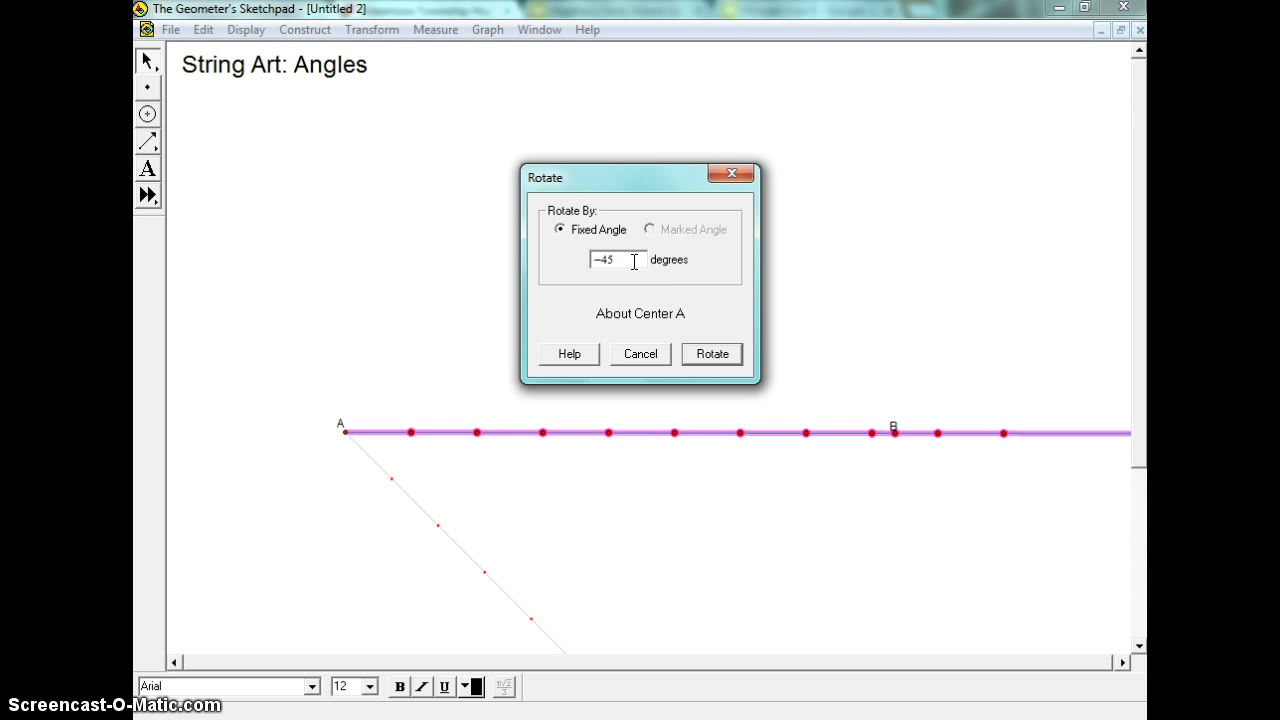 The Geometer's Sketchpad - [Untitled 2]
File Edit Display Construct Transform Measure Graph Window Help
String Art: Angles
A
Rotate
Rotate By:
Fixed Angle Marked Angle
−45 degrees
About Center A
Help Cancel Rotate
A B
Arial 12 B I U
Screencast-O-Matic.com